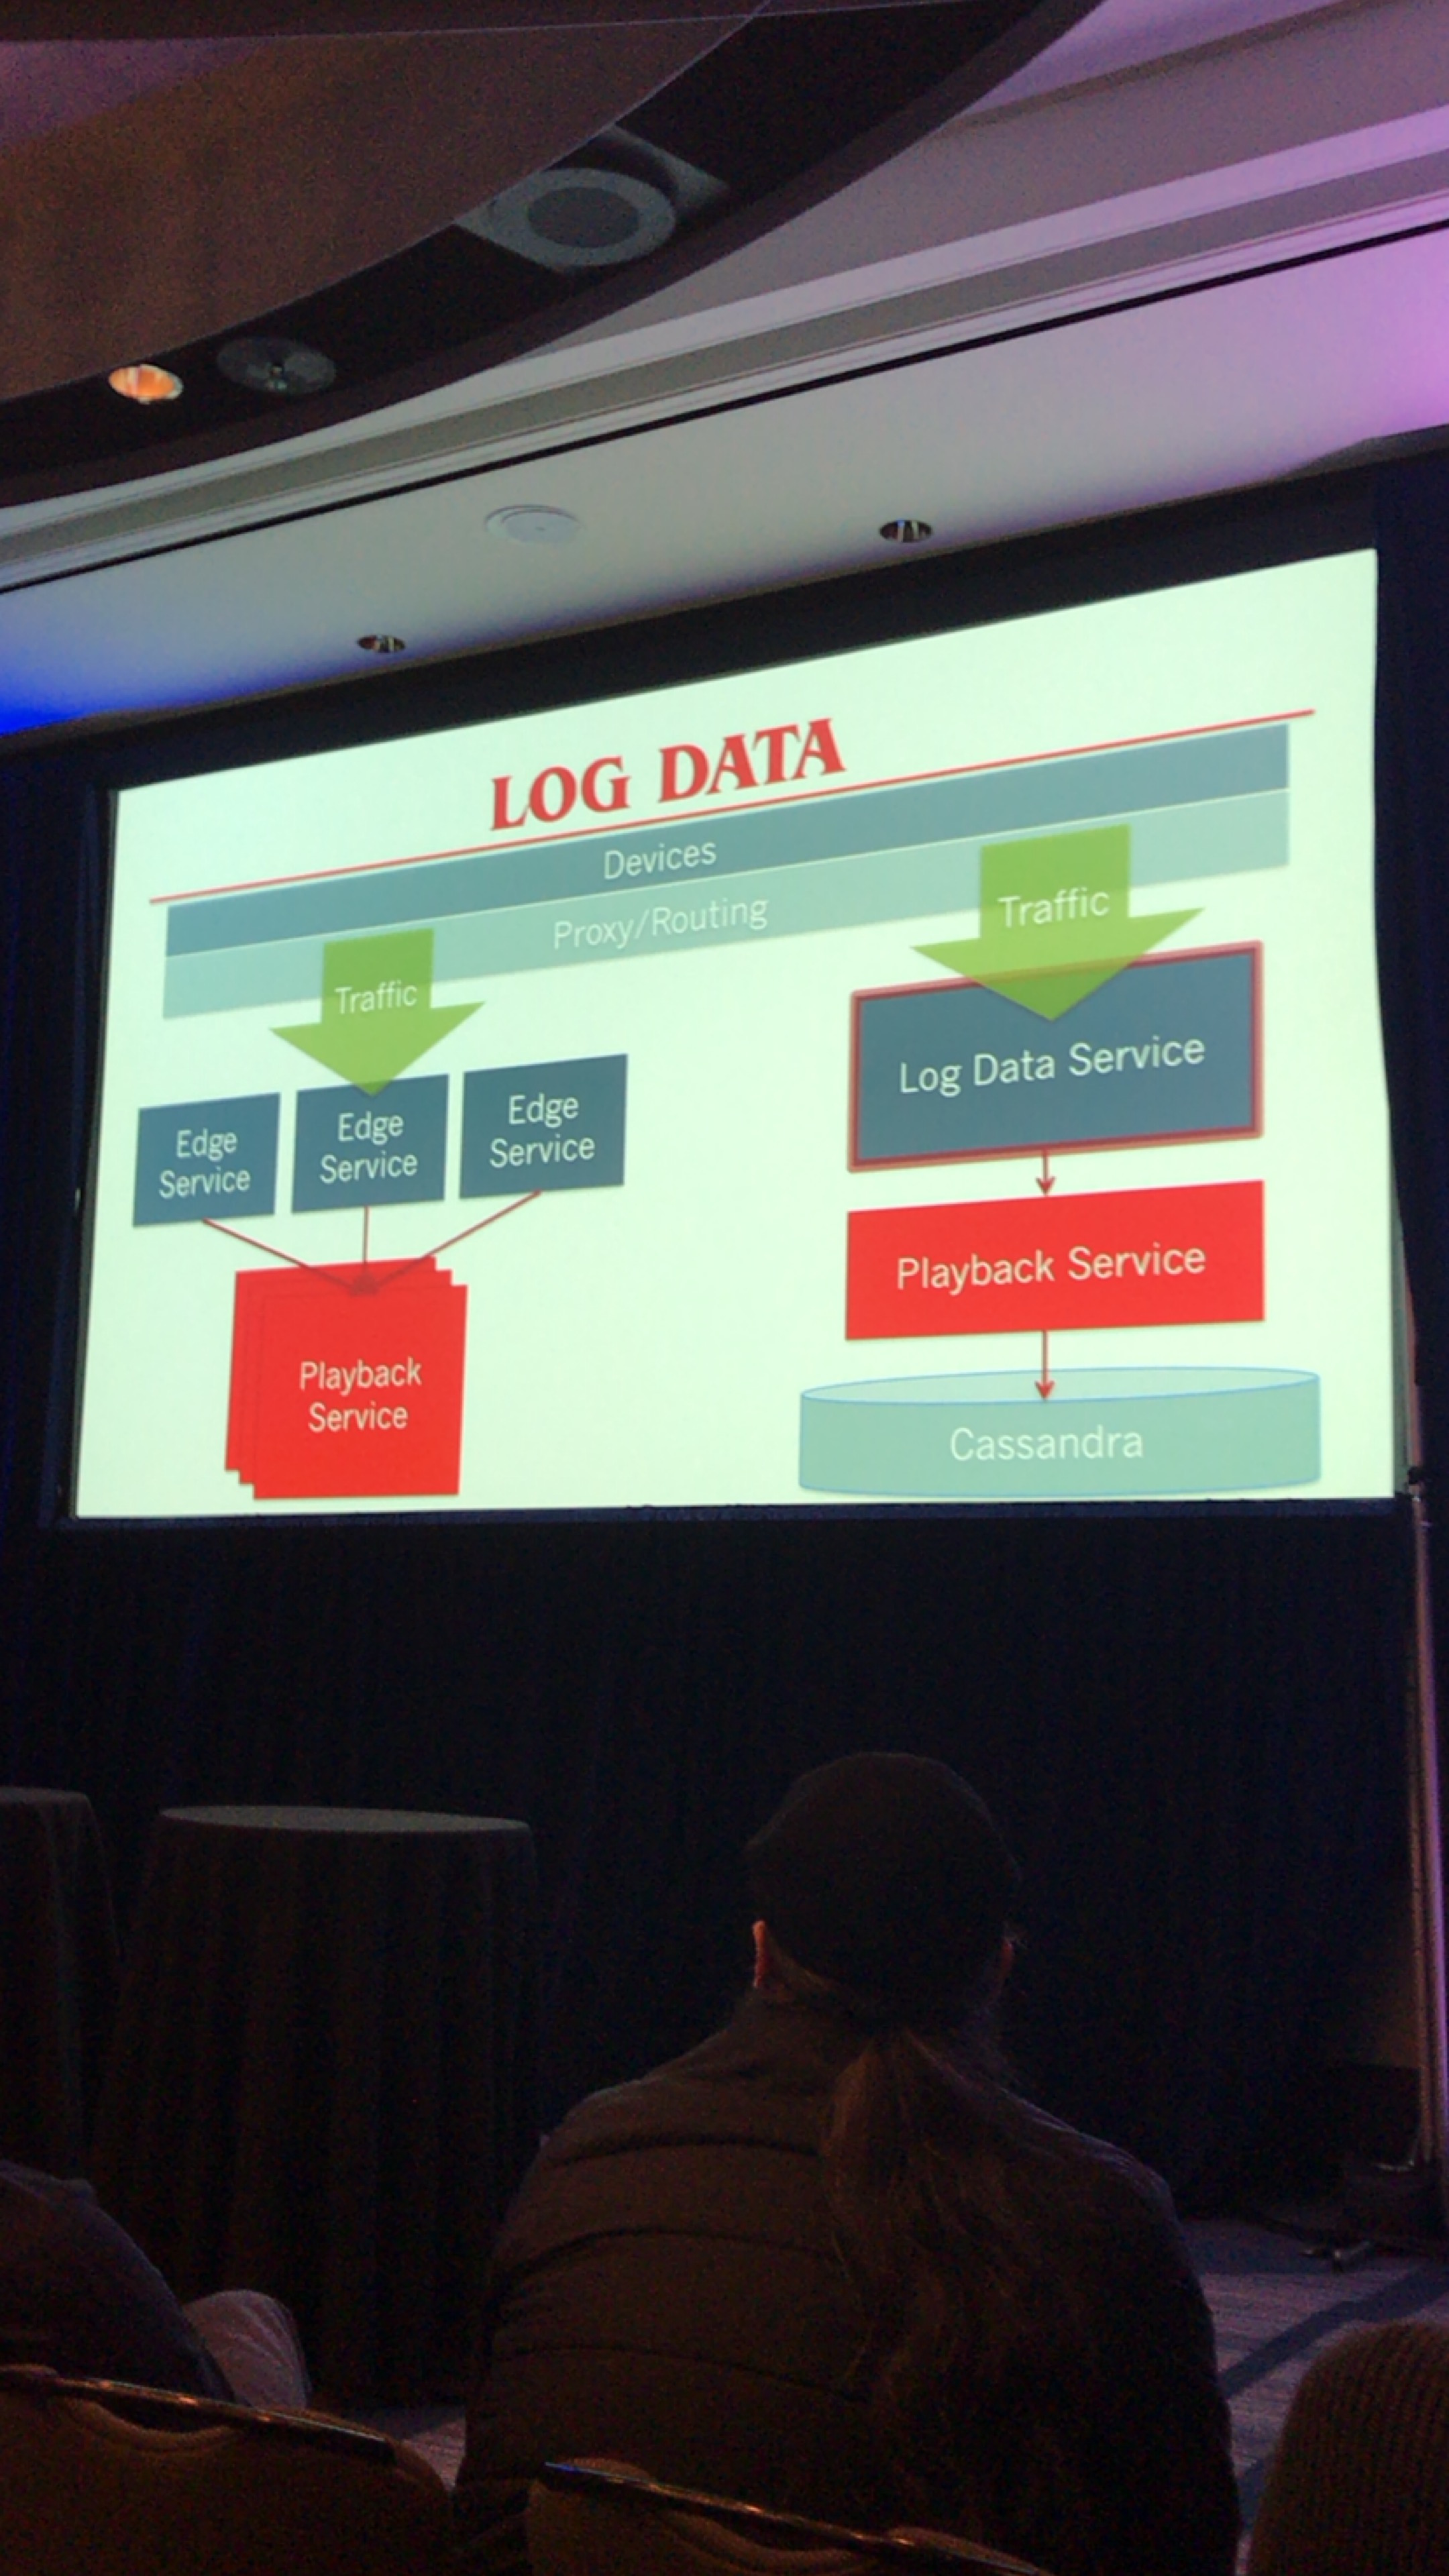 LOG DATA
Devices
Proxy/Routing
Traffic
Traffic
Edge
Service
Edge
Service
Edge
Service
Playback
Service
Log Data Service
Playback Service
Cassandra